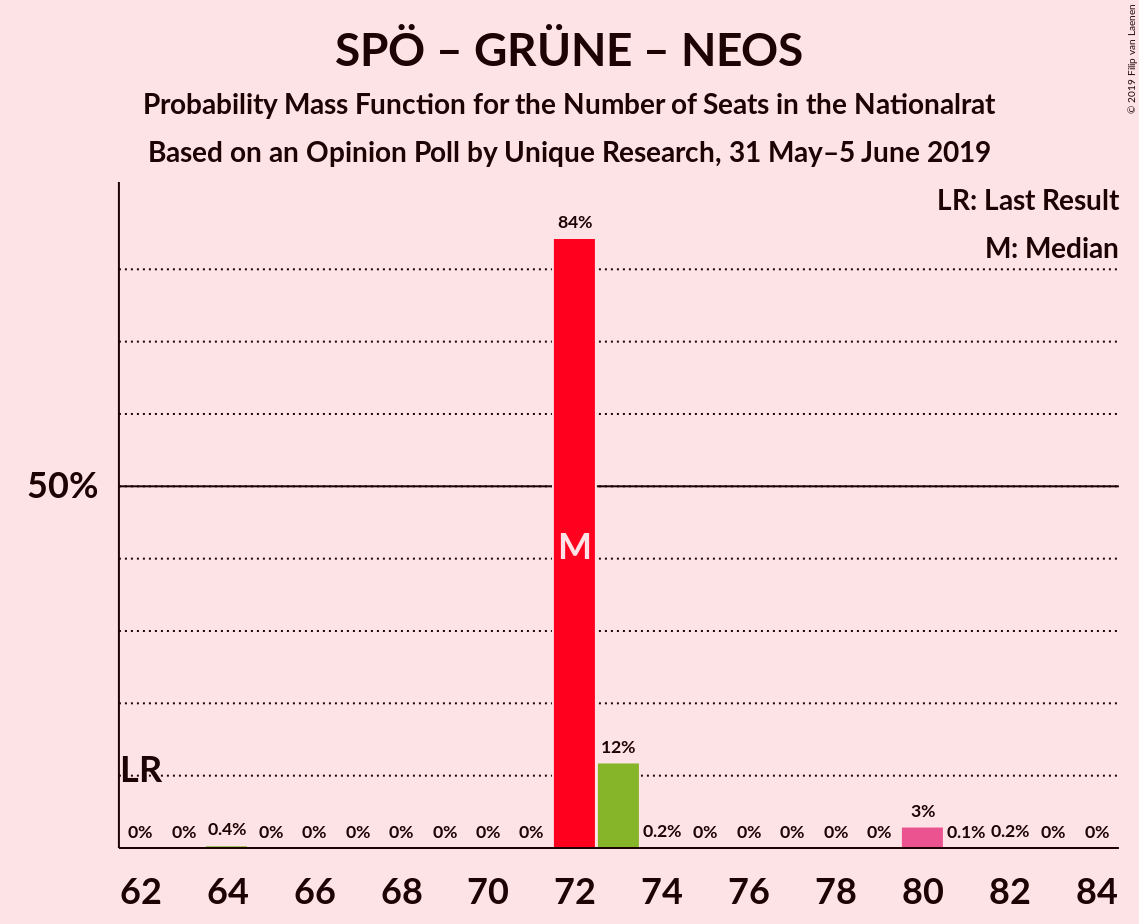 SPÖ – GRÜNE – NEOS
Probability Mass Function for the Number of Seats in the Nationalrat
Based on an Opinion Poll by Unique Research, 31 May–5 June 2019
© 2019 Filip van Laenen
LR: Last Result
M: Median
84%
50%
M
12%
LR
3%
0% 0% 0.4% 0% 0% 0% 0% 0% 0% 0% 0.2% 0% 0% 0% 0% 0% 0.1% 0.2% 0% 0%
62 64 66 68 70 72 74 76 78 80 82 84